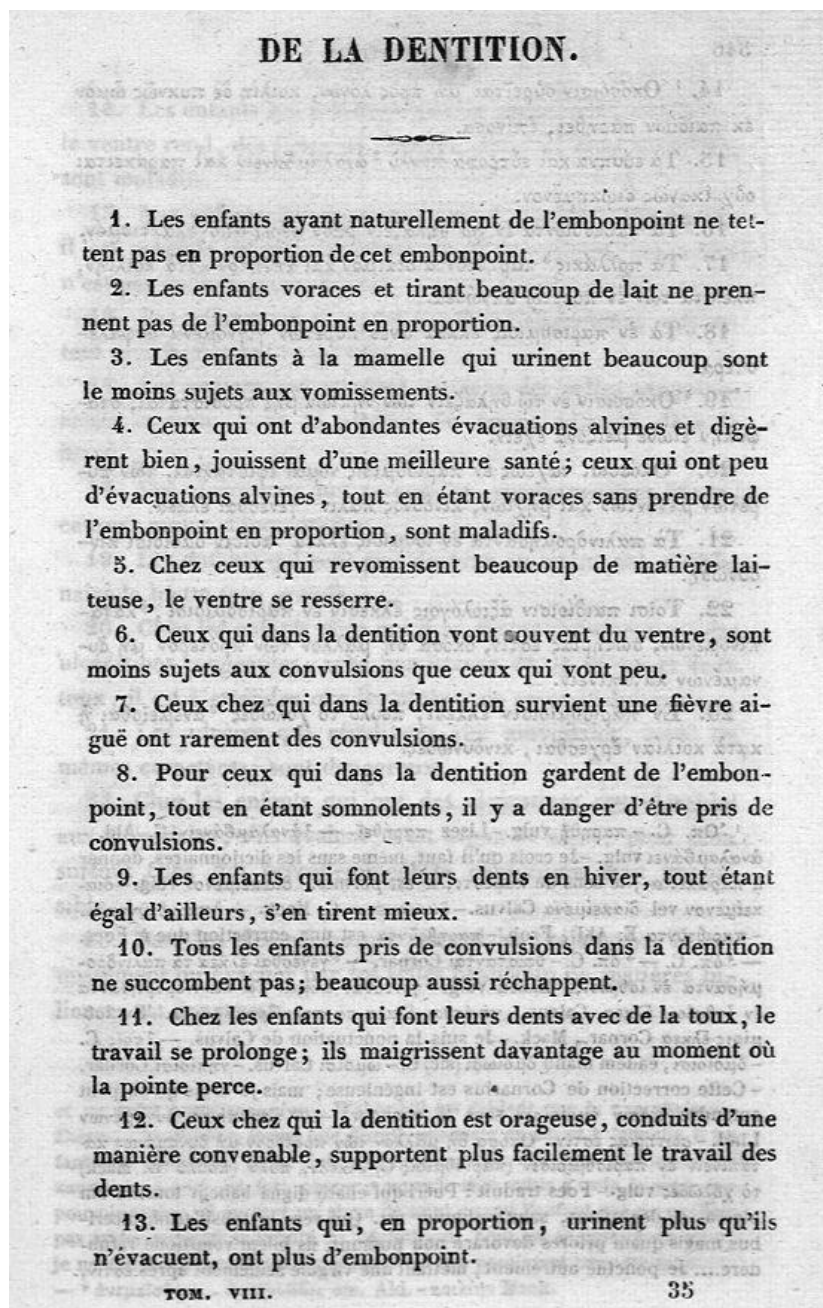 DE LA DENTITION.
1. Les enfants ayant naturellement de l'embonpoint ne tet-
tent pas en proportion de cet embonpoint.
2. Les enfants voraces et tirant beaucoup de lait ne pren-
nent pas de l'embonpoint en proportion.
3. Les enfants à la mamelle qui urinent beaucoup sont
le moins sujets aux vomissements.
4. Ceux qui ont d'abondantes évacuations alvines et digè-
rent bien, jouissent d'une meilleure santé; ceux qui ont peu
d'évacuations alvines, tout en étant voraces sans prendre de
l'embonpoint en proportion, sont maladifs.
5. Chez ceux qui revomissent beaucoup de matière lai-
teuse, le ventre se resserre.
6. Ceux qui dans la dentition vont souvent du ventre, sont
moins sujets aux convulsions que ceux qui vont peu.
7. Ceux chez qui dans la dentition survient une fièvre ai-
guë ont rarement des convulsions.
8. Pour ceux qui dans la dentition gardent de l'embon-
point, tout en étant somnolents, il y a danger d'être pris de
convulsions.
9. Les enfants qui font leurs dents en hiver, tout étant
égal d'ailleurs, s'en tirent mieux.
10. Tous les enfants pris de convulsions dans la dentition
ne succombent pas; beaucoup aussi réchappent.
11. Chez les enfants qui font leurs dents avec de la toux, le
travail se prolonge; ils maigrissent davantage au moment où
la pointe perce.
12. Ceux chez qui la dentition est orageuse, conduits d'une
manière convenable, supportent plus facilement le travail des
dents.
13. Les enfants qui, en proportion, urinent plus qu'ils
n'évacuent, ont plus d'embonpoint.
TOM. VIII. 35